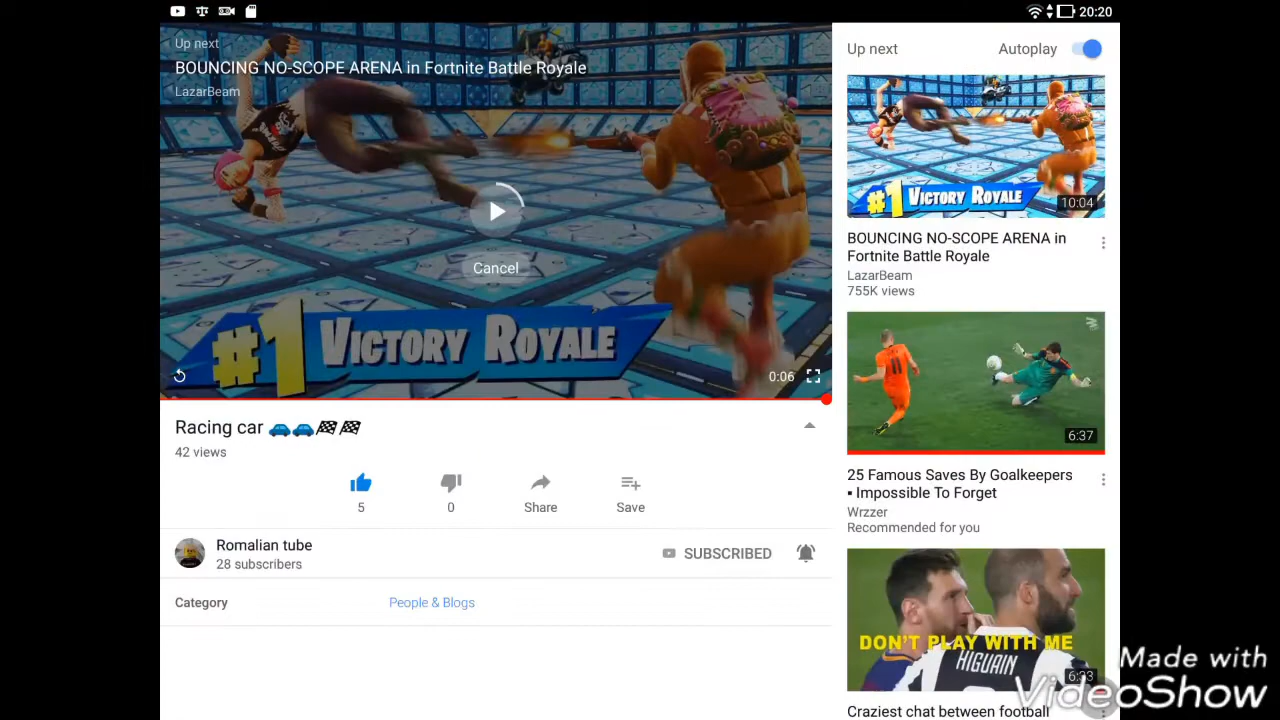 20:20
Up next
BOUNCING NO-SCOPE ARENA in Fortnite Battle Royale
LazarBeam
Cancel
#1 VICTORY ROYALE
0:06
Racing car 🚙🚙🏁🏁
42 views
5
0
Share
Save
Romalian tube
28 subscribers
SUBSCRIBED
Category
People & Blogs
Up next
Autoplay
#1 VICTORY ROYALE
10:04
BOUNCING NO-SCOPE ARENA in
Fortnite Battle Royale
LazarBeam
755K views
11
6:37
25 Famous Saves By Goalkeepers
▪ Impossible To Forget
Wrzzer
Recommended for you
DON'T PLAY WITH ME
HIGUAIN
Craziest chat between football
Made with
VideoShow